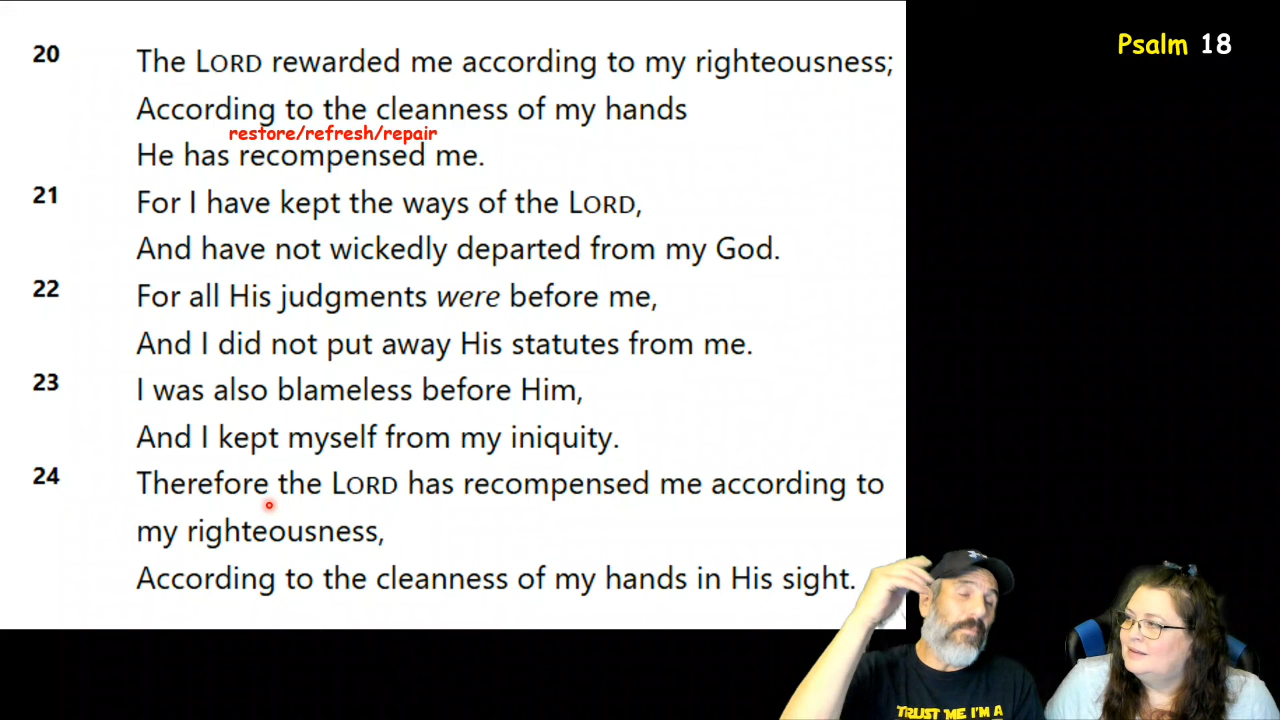 Psalm 18
20 The LORD rewarded me according to my righteousness;
According to the cleanness of my hands
restore/refresh/repair
He has recompensed me.
21 For I have kept the ways of the LORD,
And have not wickedly departed from my God.
22 For all His judgments were before me,
And I did not put away His statutes from me.
23 I was also blameless before Him,
And I kept myself from my iniquity.
24 Therefore the LORD has recompensed me according to
my righteousness,
According to the cleanness of my hands in His sight.
TRUST ME I'M A